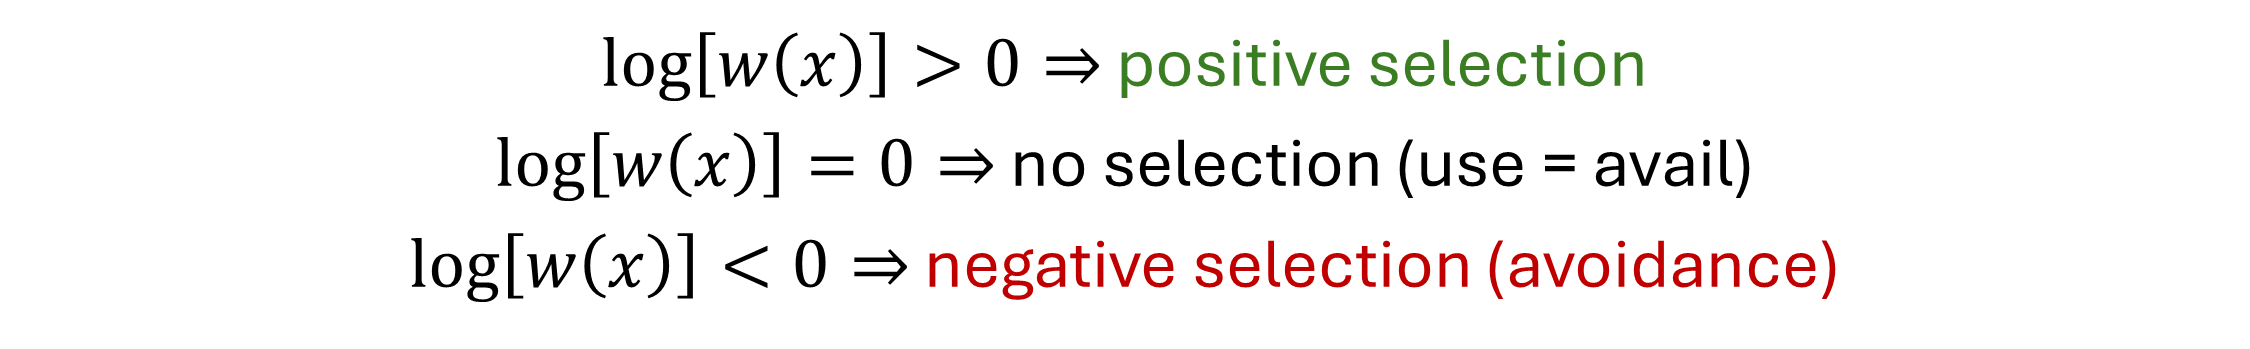 log[w(x)] > 0 ⇒ positive selection
log[w(x)] = 0 ⇒ no selection (use = avail)
log[w(x)] < 0 ⇒ negative selection (avoidance)